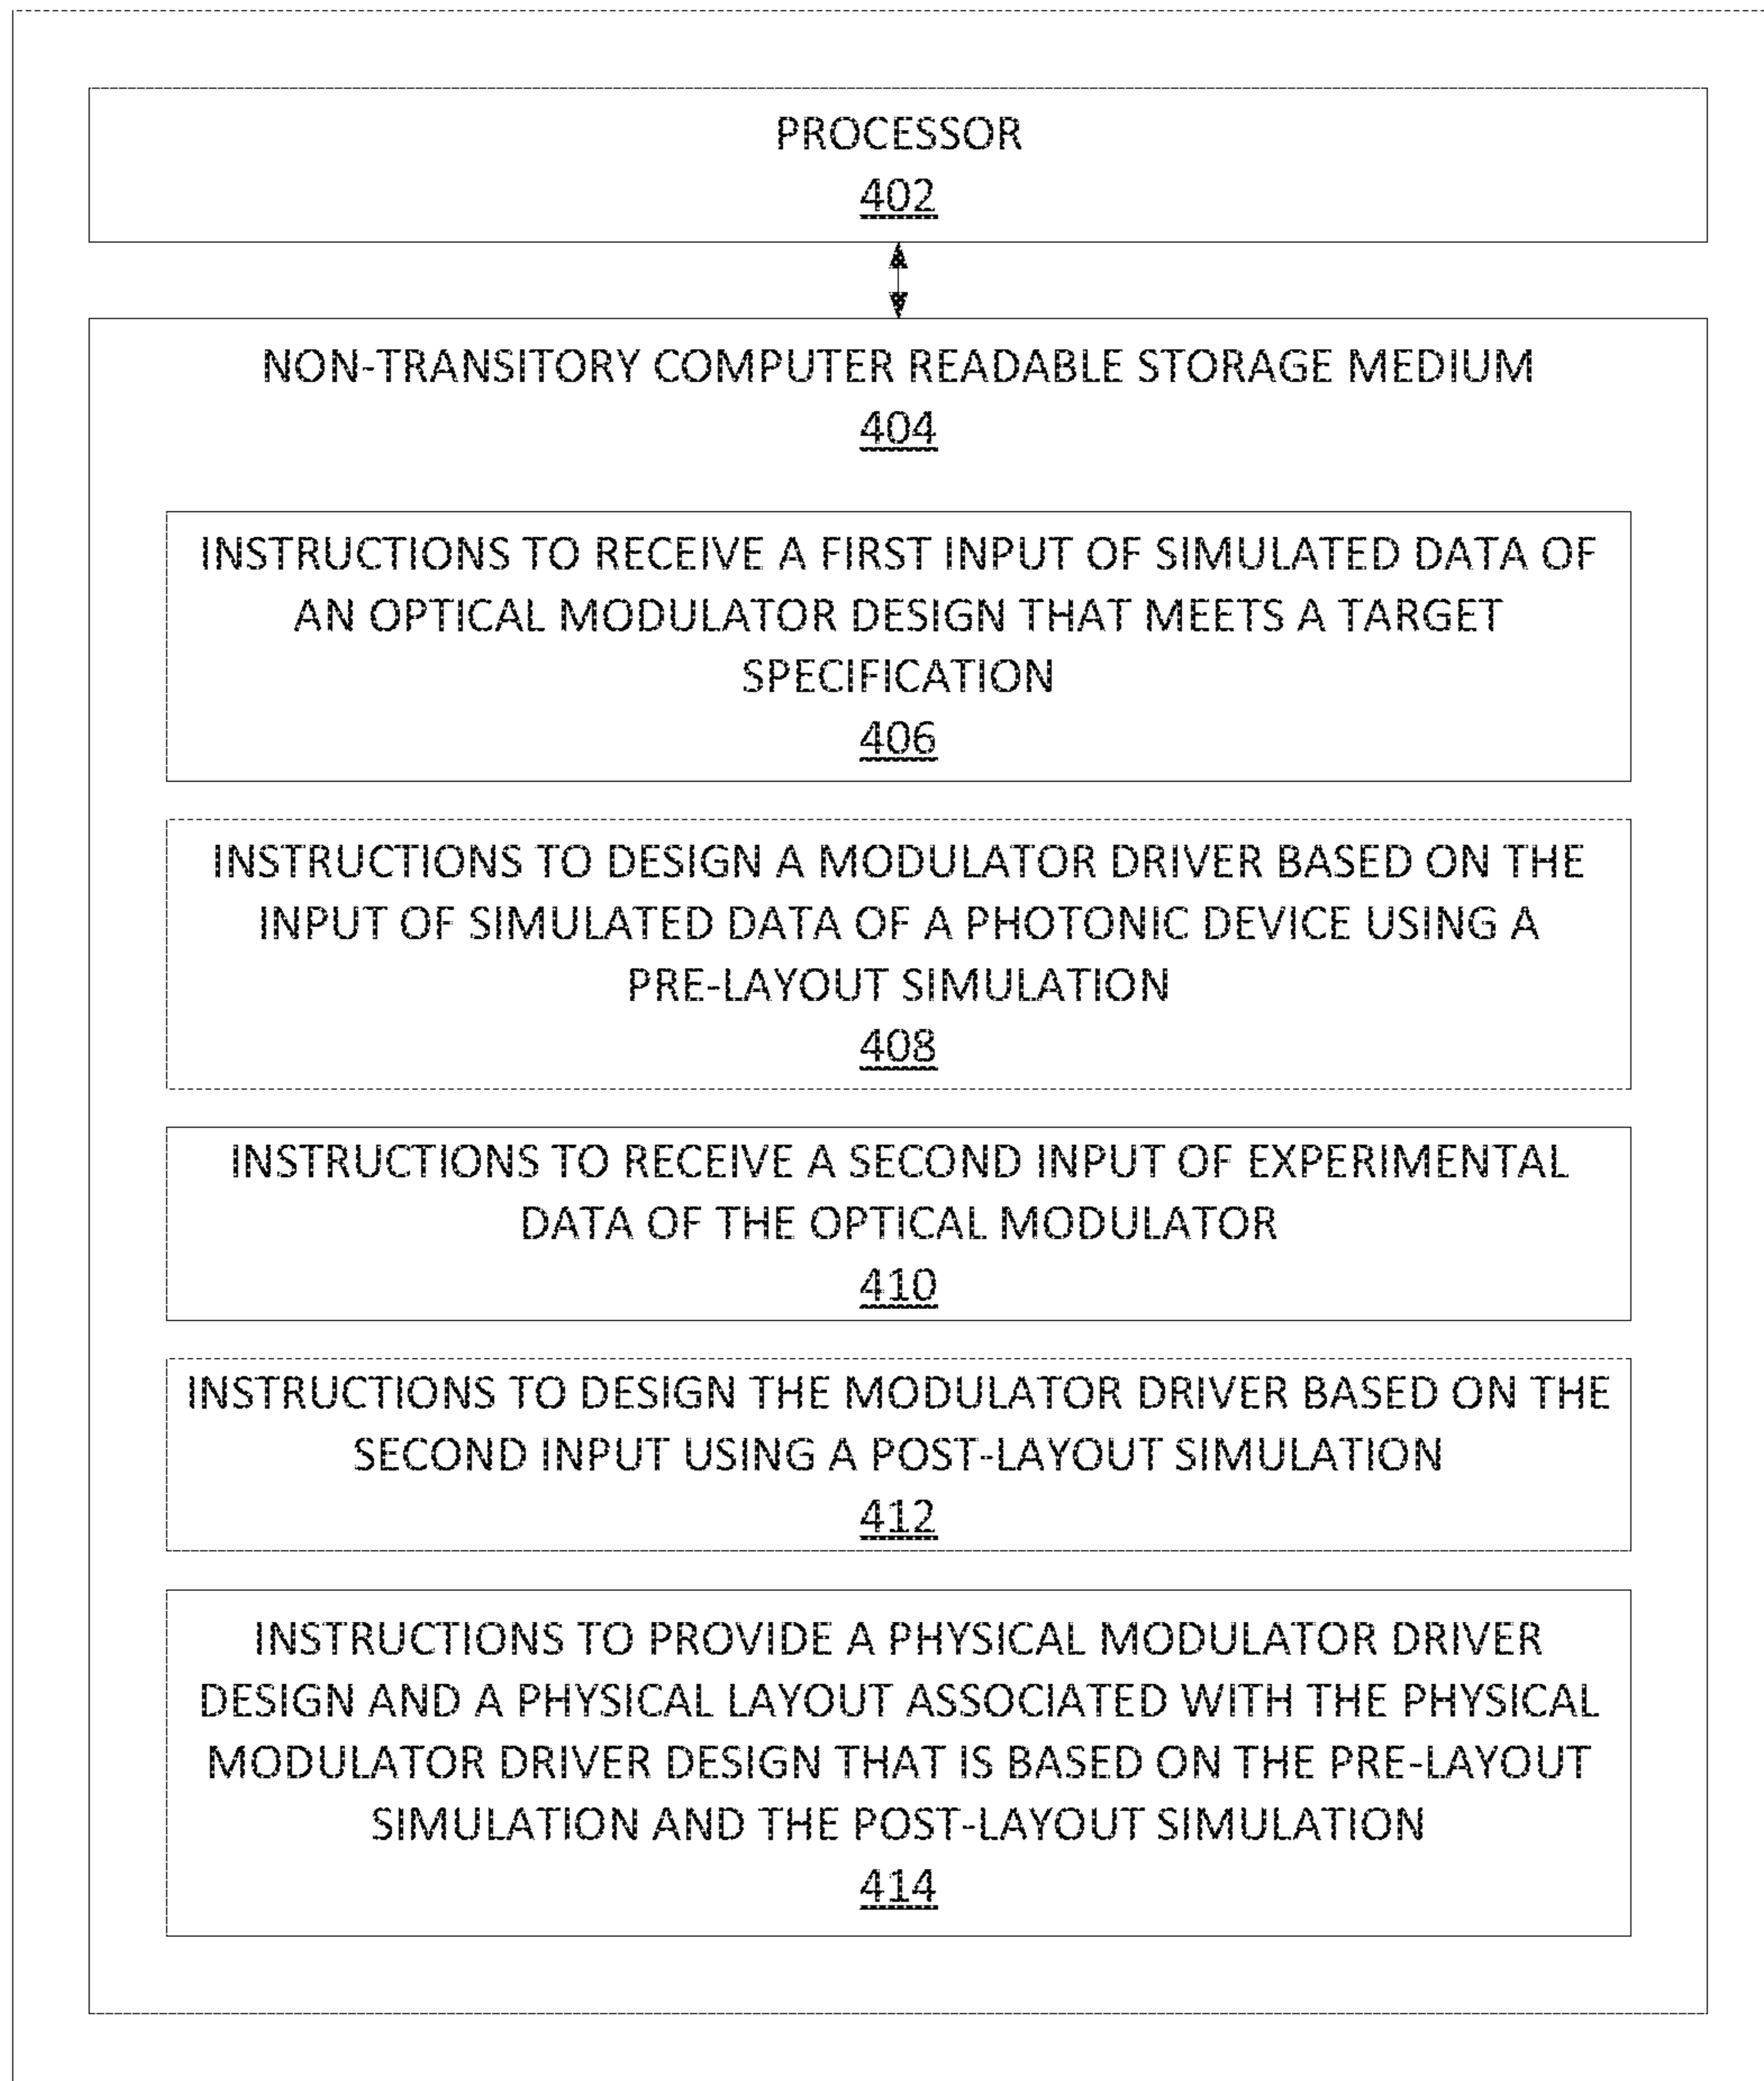 PROCESSOR
402
NON-TRANSITORY COMPUTER READABLE STORAGE MEDIUM
404
INSTRUCTIONS TO RECEIVE A FIRST INPUT OF SIMULATED DATA OF
AN OPTICAL MODULATOR DESIGN THAT MEETS A TARGET
SPECIFICATION
406
INSTRUCTIONS TO DESIGN A MODULATOR DRIVER BASED ON THE
INPUT OF SIMULATED DATA OF A PHOTONIC DEVICE USING A
PRE-LAYOUT SIMULATION
408
INSTRUCTIONS TO RECEIVE A SECOND INPUT OF EXPERIMENTAL
DATA OF THE OPTICAL MODULATOR
410
INSTRUCTIONS TO DESIGN THE MODULATOR DRIVER BASED ON THE
SECOND INPUT USING A POST-LAYOUT SIMULATION
412
INSTRUCTIONS TO PROVIDE A PHYSICAL MODULATOR DRIVER
DESIGN AND A PHYSICAL LAYOUT ASSOCIATED WITH THE PHYSICAL
MODULATOR DRIVER DESIGN THAT IS BASED ON THE PRE-LAYOUT
SIMULATION AND THE POST-LAYOUT SIMULATION
414